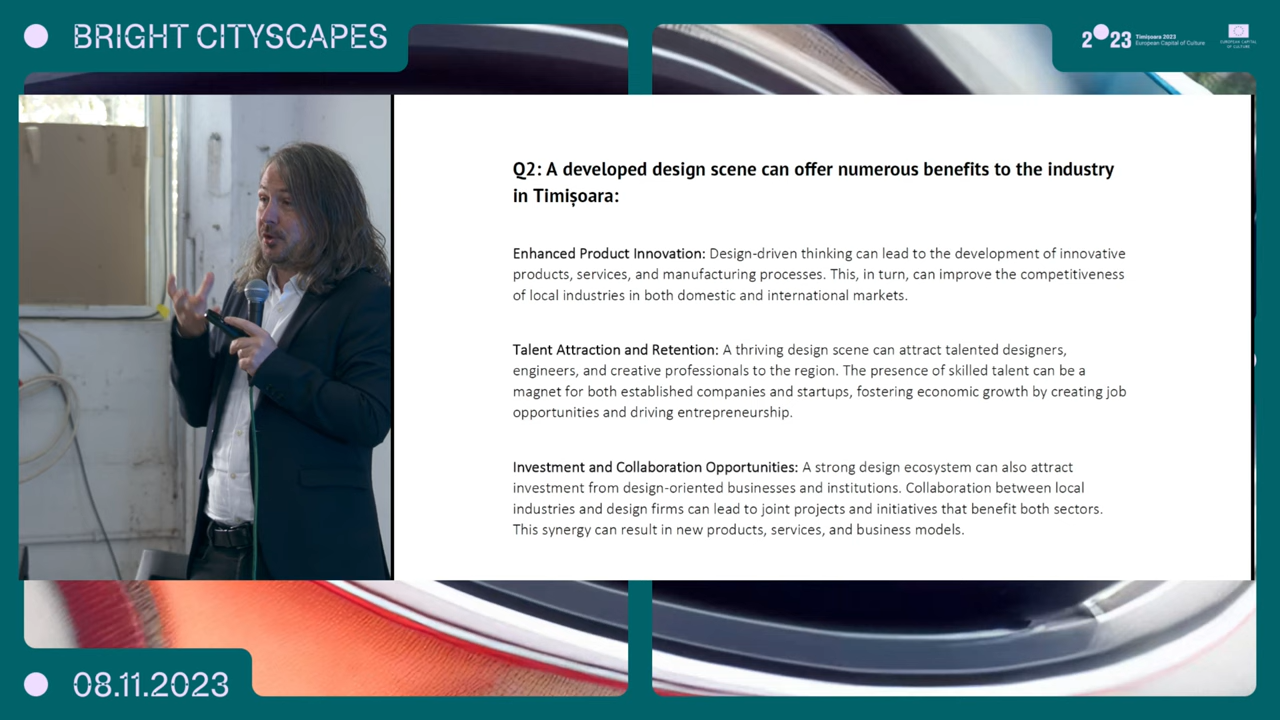 BRIGHT CITYSCAPES
2023
Timișoara 2023
European Capital of Culture
EUROPEAN CAPITAL
OF CULTURE
Q2: A developed design scene can offer numerous benefits to the industry
in Timișoara:
Enhanced Product Innovation: Design-driven thinking can lead to the development of innovative
products, services, and manufacturing processes. This, in turn, can improve the competitiveness
of local industries in both domestic and international markets.
Talent Attraction and Retention: A thriving design scene can attract talented designers,
engineers, and creative professionals to the region. The presence of skilled talent can be a
magnet for both established companies and startups, fostering economic growth by creating job
opportunities and driving entrepreneurship.
Investment and Collaboration Opportunities: A strong design ecosystem can also attract
investment from design-oriented businesses and institutions. Collaboration between local
industries and design firms can lead to joint projects and initiatives that benefit both sectors.
This synergy can result in new products, services, and business models.
08.11.2023